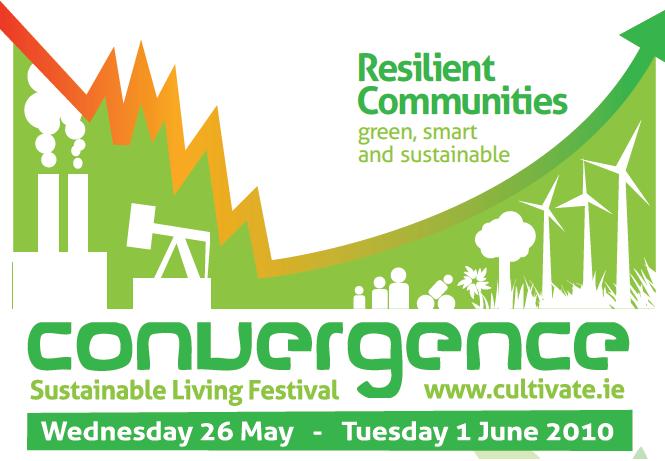 Resilient
Communities
green, smart
and sustainable
convergence
Sustainable Living Festival
www.cultivate.ie
Wednesday 26 May - Tuesday 1 June 2010